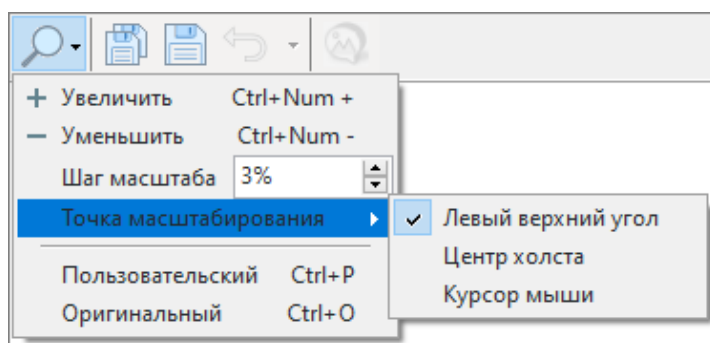 Увеличить Ctrl+Num +
Уменьшить Ctrl+Num -
Шаг масштаба 3%
Точка масштабирования
Левый верхний угол
Центр холста
Курсор мыши
Пользовательский Ctrl+P
Оригинальный Ctrl+O